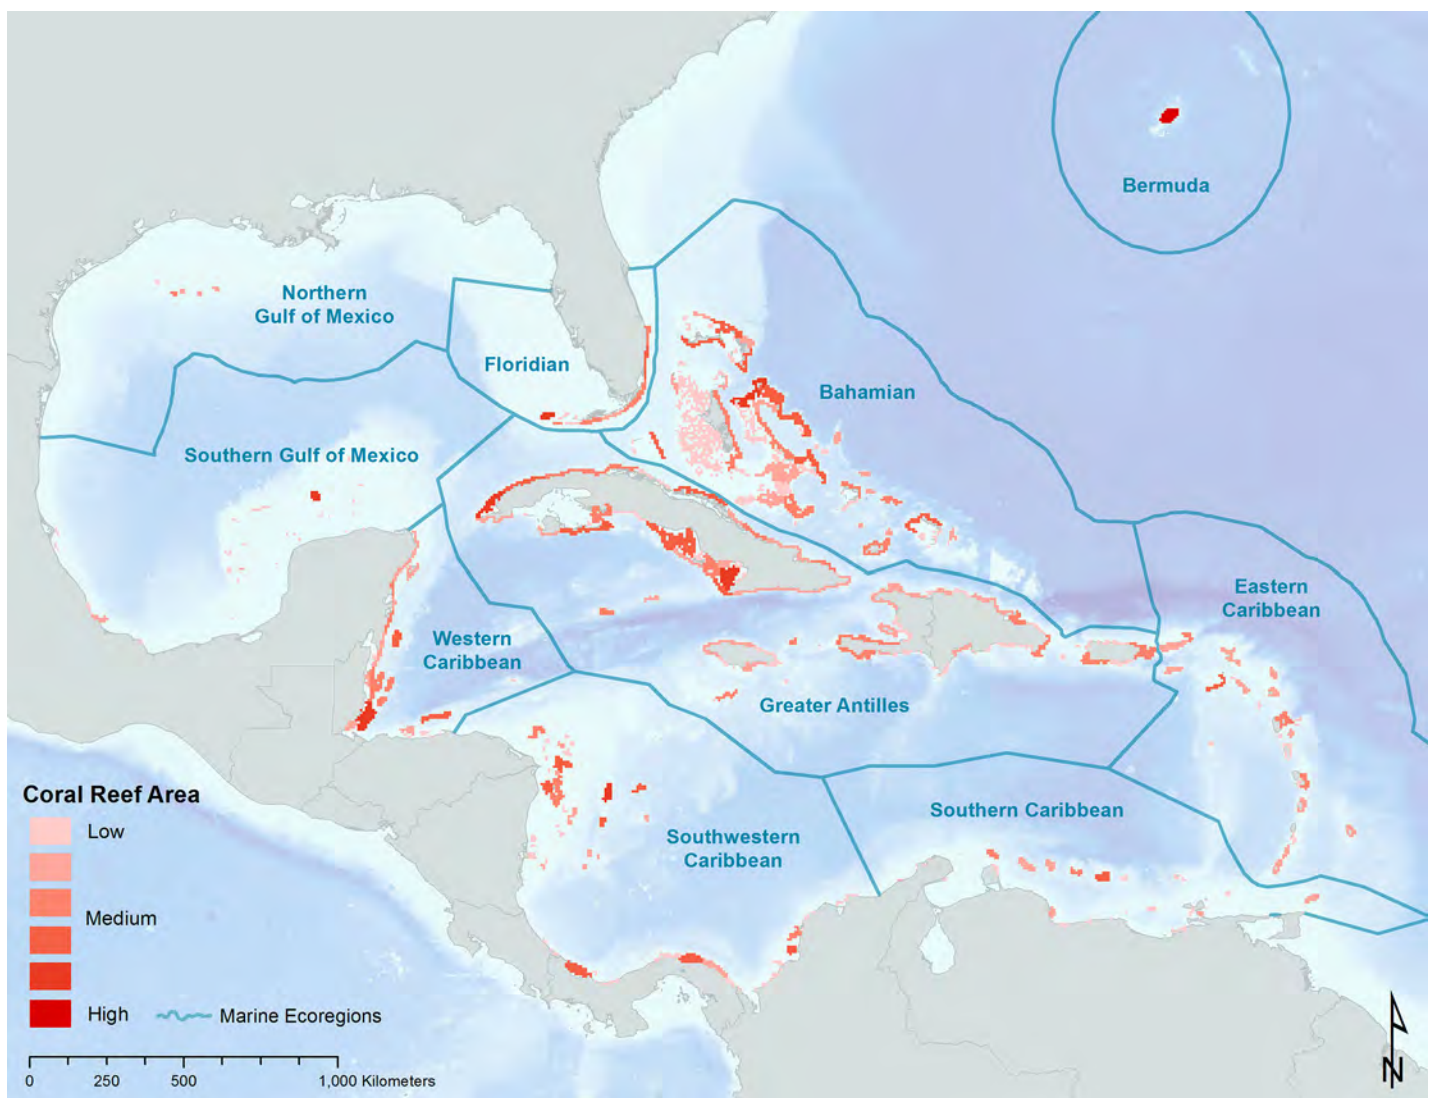 Bermuda
Northern
Gulf of Mexico
Floridian
Bahamian
Southern Gulf of Mexico
Eastern
Caribbean
Western
Caribbean
Greater Antilles
Southern Caribbean
Southwestern
Caribbean
Coral Reef Area
Low
Medium
High
Marine Ecoregions
0 250 500 1,000 Kilometers
N